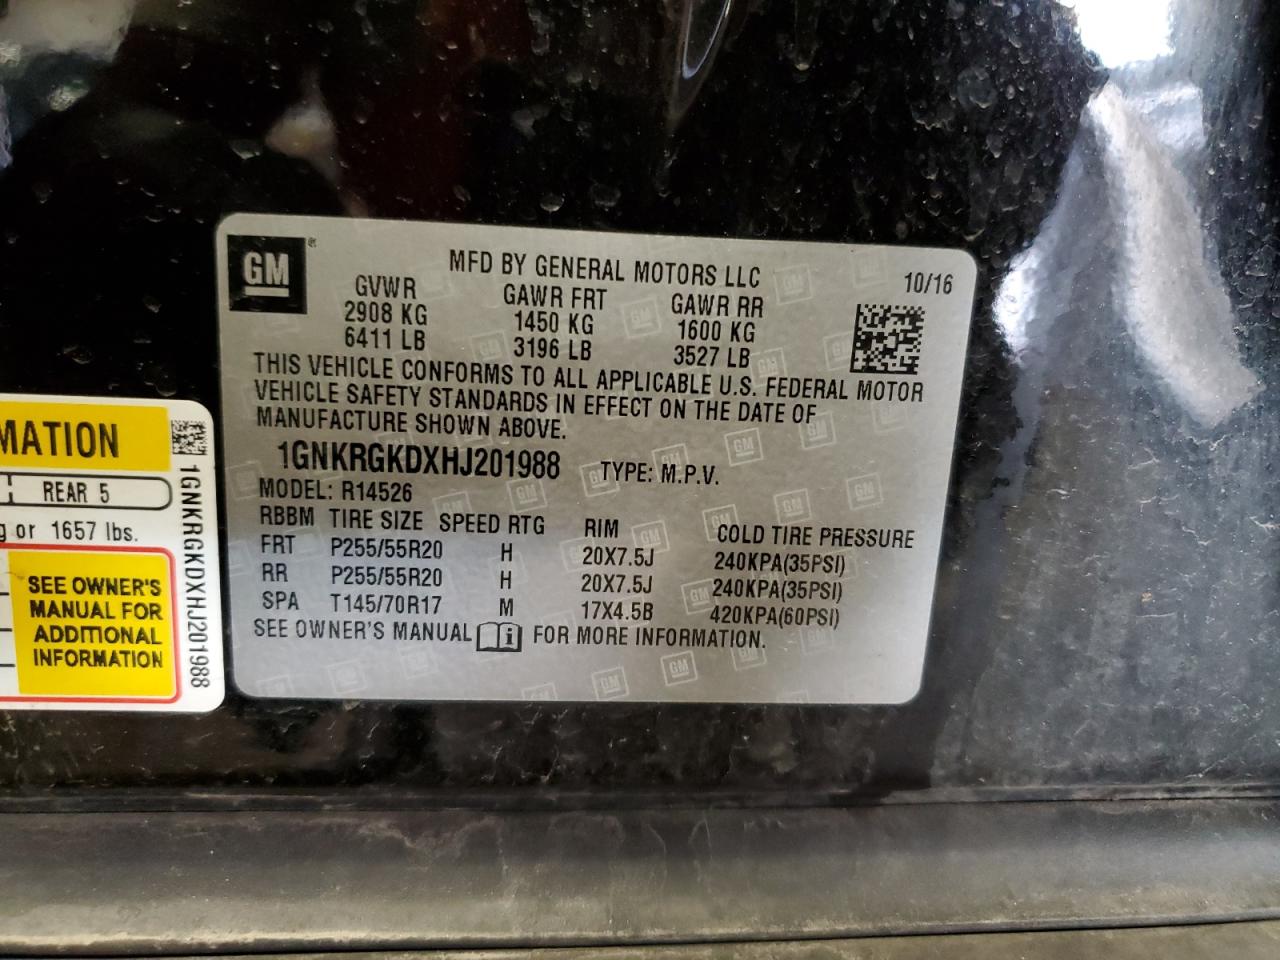 GM®
MFD BY GENERAL MOTORS LLC
10/16
GVWR GAWR FRT GAWR RR
2908 KG 1450 KG 1600 KG
6411 LB 3196 LB 3527 LB
THIS VEHICLE CONFORMS TO ALL APPLICABLE U.S. FEDERAL MOTOR
VEHICLE SAFETY STANDARDS IN EFFECT ON THE DATE OF
MANUFACTURE SHOWN ABOVE.
1GNKRGKDXHJ201988 TYPE: M.P.V.
MODEL: R14526
RBBM TIRE SIZE SPEED RTG RIM COLD TIRE PRESSURE
FRT P255/55R20 H 20X7.5J 240KPA(35PSI)
RR P255/55R20 H 20X7.5J 240KPA(35PSI)
SPA T145/70R17 M 17X4.5B 420KPA(60PSI)
SEE OWNER'S MANUAL FOR MORE INFORMATION.
MATION
REAR 5
g or 1657 lbs.
SEE OWNER'S
MANUAL FOR
ADDITIONAL
INFORMATION
1GNKRGKDXHJ201988